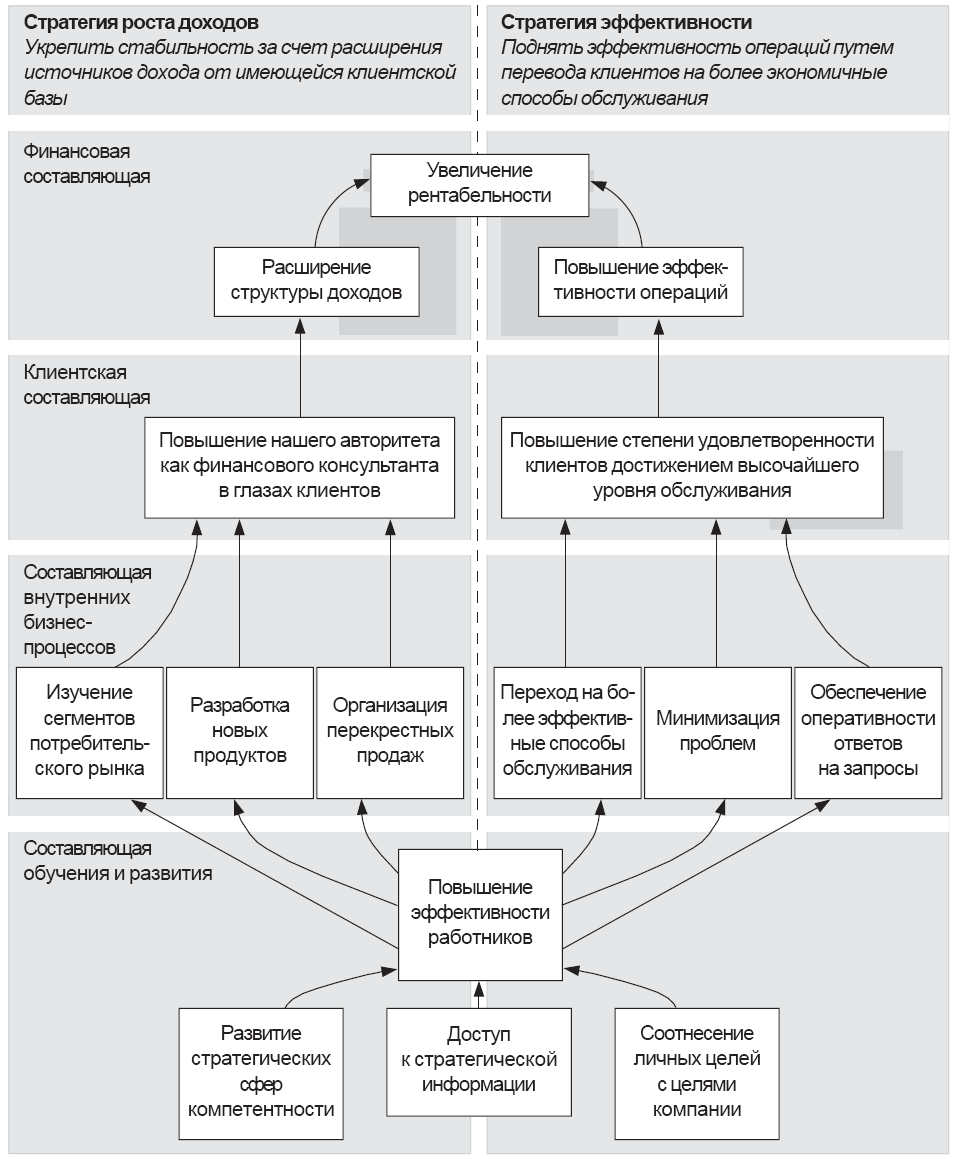 Стратегия роста доходов
Укрепить стабильность за счет расширения
источников дохода от имеющейся клиентской
базы
Стратегия эффективности
Поднять эффективность операций путем
перевода клиентов на более экономичные
способы обслуживания
Финансовая
составляющая
Увеличение
рентабельности
Расширение
структуры доходов
Повышение эффек-
тивности операций
Клиентская
составляющая
Повышение нашего авторитета
как финансового консультанта
в глазах клиентов
Повышение степени удовлетворенности
клиентов достижением высочайшего
уровня обслуживания
Составляющая
внутренних
бизнес-
процессов
Изучение
сегментов
потребитель-
ского рынка
Разработка
новых
продуктов
Организация
перекрестных
продаж
Переход на бо-
лее эффектив-
ные способы
обслуживания
Минимизация
проблем
Обеспечение
оперативности
ответов
на запросы
Составляющая
обучения и развития
Повышение
эффективности
работников
Развитие
стратегических
сфер
компетентности
Доступ
к стратегической
информации
Соотнесение
личных целей
с целями
компании